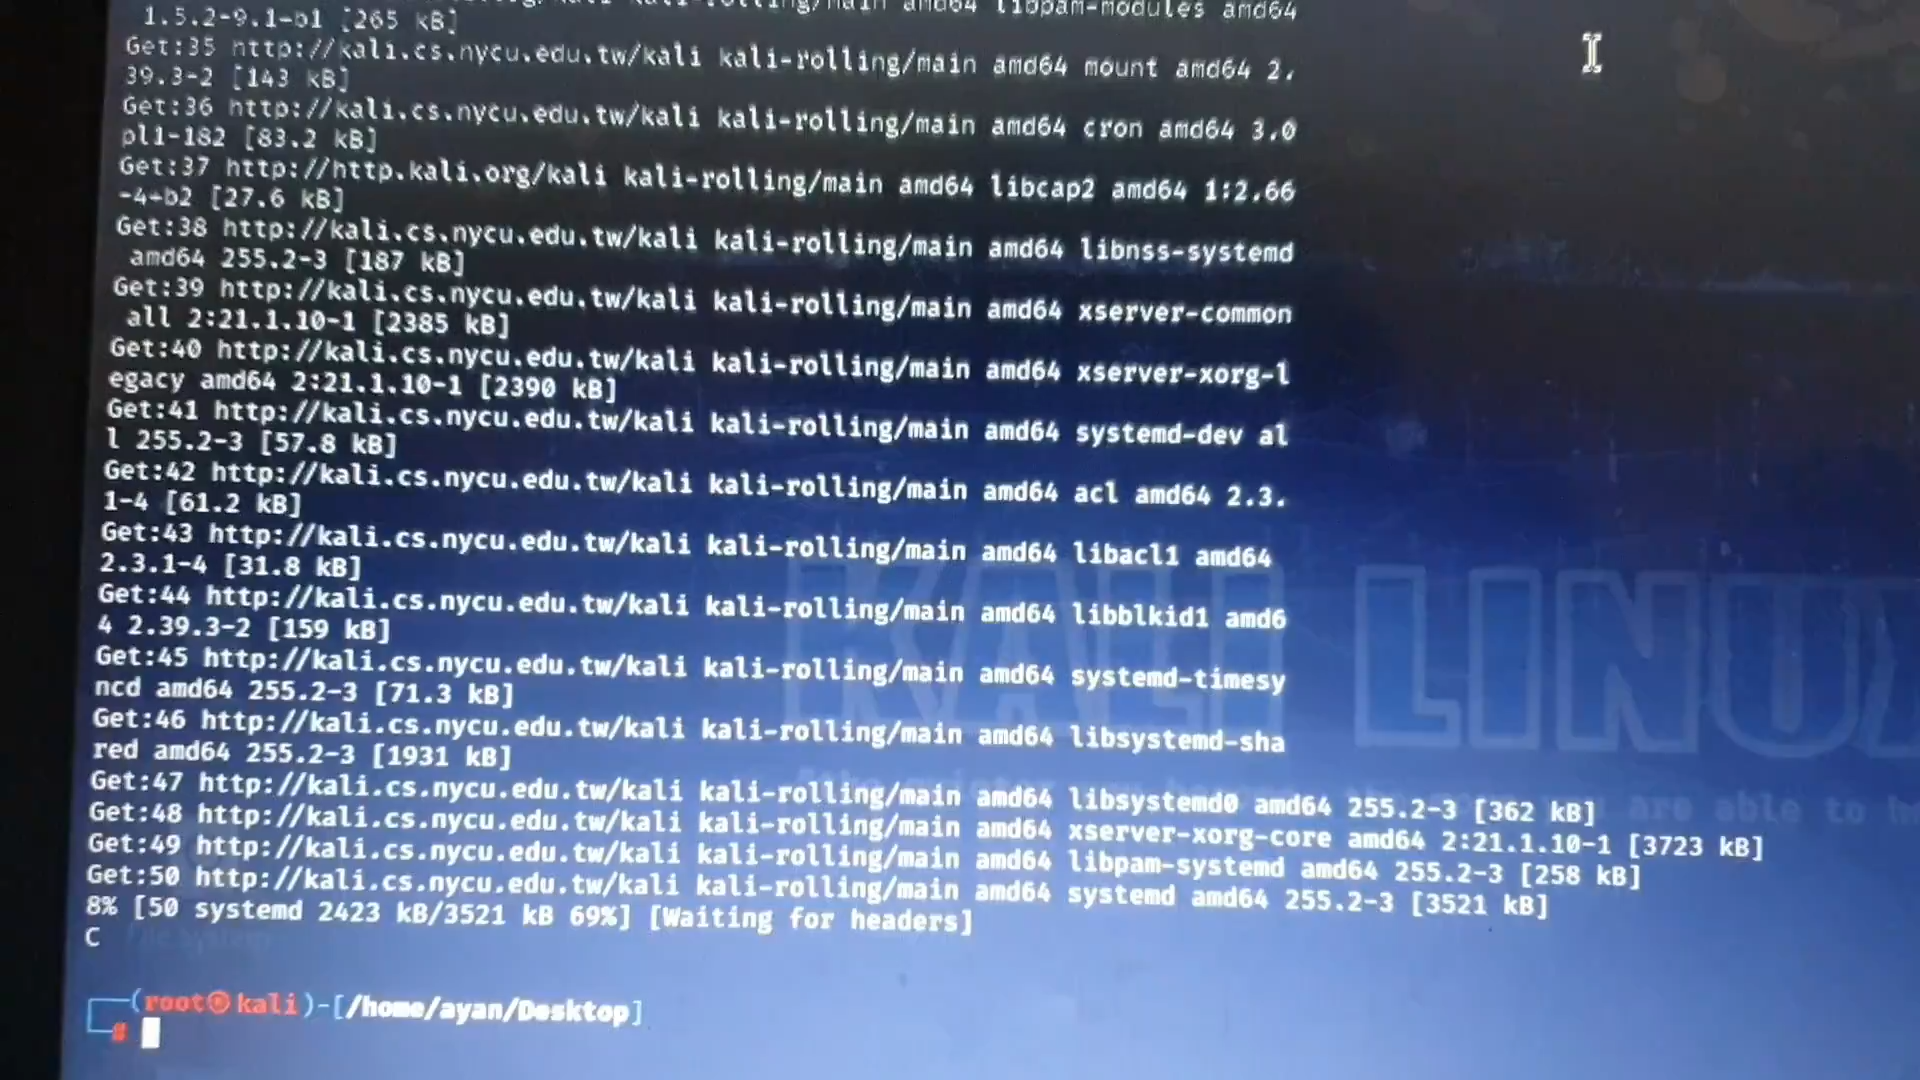 kali-rolling/main amd64 libpam-modules amd64
1.5.2-9.1+b1 [265 kB]
Get:35 http://kali.cs.nycu.edu.tw/kali kali-rolling/main amd64 mount amd64 2.
39.3-2 [143 kB]
Get:36 http://kali.cs.nycu.edu.tw/kali kali-rolling/main amd64 cron amd64 3.0
pl1-182 [83.2 kB]
Get:37 http://http.kali.org/kali kali-rolling/main amd64 libcap2 amd64 1:2.66
-4+b2 [27.6 kB]
Get:38 http://kali.cs.nycu.edu.tw/kali kali-rolling/main amd64 libnss-systemd
amd64 255.2-3 [187 kB]
Get:39 http://kali.cs.nycu.edu.tw/kali kali-rolling/main amd64 xserver-common
all 2:21.1.10-1 [2385 kB]
Get:40 http://kali.cs.nycu.edu.tw/kali kali-rolling/main amd64 xserver-xorg-l
egacy amd64 2:21.1.10-1 [2390 kB]
Get:41 http://kali.cs.nycu.edu.tw/kali kali-rolling/main amd64 systemd-dev al
l 255.2-3 [57.8 kB]
Get:42 http://kali.cs.nycu.edu.tw/kali kali-rolling/main amd64 acl amd64 2.3.
1-4 [61.2 kB]
Get:43 http://kali.cs.nycu.edu.tw/kali kali-rolling/main amd64 libacl1 amd64
2.3.1-4 [31.8 kB]
Get:44 http://kali.cs.nycu.edu.tw/kali kali-rolling/main amd64 libblkid1 amd6
4 2.39.3-2 [159 kB]
Get:45 http://kali.cs.nycu.edu.tw/kali kali-rolling/main amd64 systemd-timesy
ncd amd64 255.2-3 [71.3 kB]
Get:46 http://kali.cs.nycu.edu.tw/kali kali-rolling/main amd64 libsystemd-sha
red amd64 255.2-3 [1931 kB]
Get:47 http://kali.cs.nycu.edu.tw/kali kali-rolling/main amd64 libsystemd0 amd64 255.2-3 [362 kB]
Get:48 http://kali.cs.nycu.edu.tw/kali kali-rolling/main amd64 xserver-xorg-core amd64 2:21.1.10-1 [3723 kB]
Get:49 http://kali.cs.nycu.edu.tw/kali kali-rolling/main amd64 libpam-systemd amd64 255.2-3 [258 kB]
Get:50 http://kali.cs.nycu.edu.tw/kali kali-rolling/main amd64 systemd amd64 255.2-3 [3521 kB]
8% [50 systemd 2423 kB/3521 kB 69%] [Waiting for headers]
C
(root㉿kali)-[/home/ayan/Desktop]
#
KALI LINUX
are able to